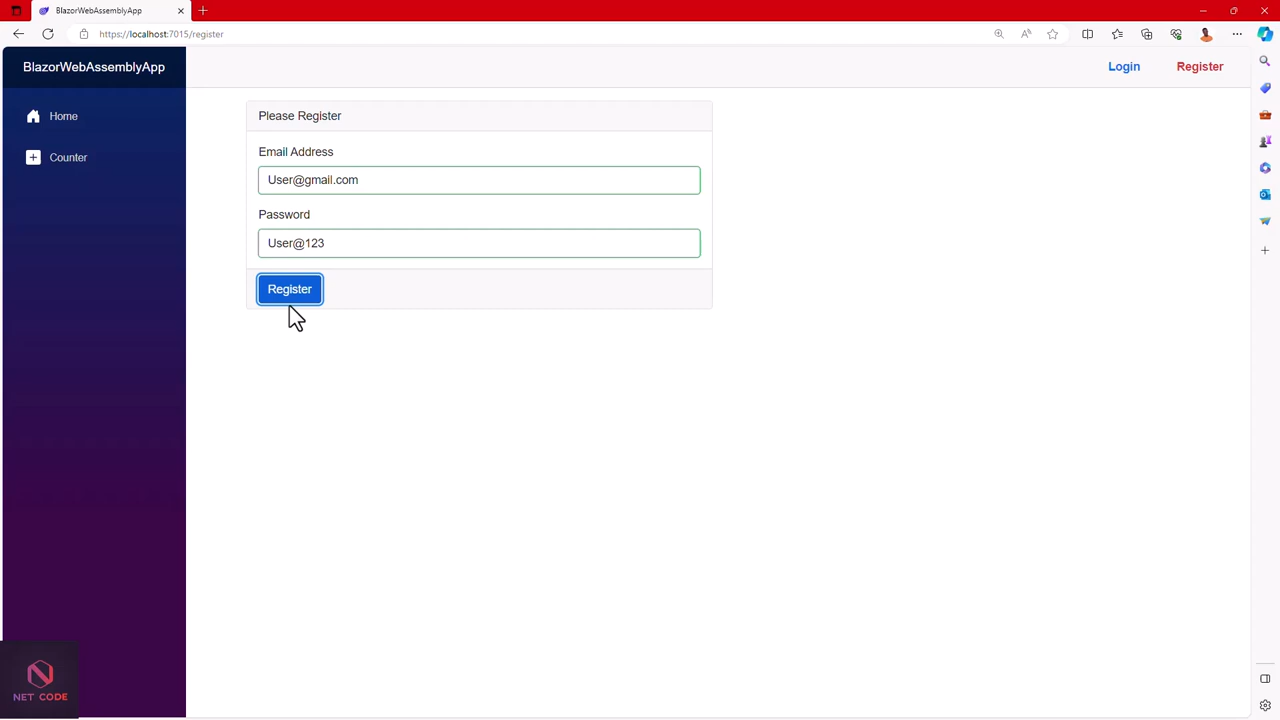 BlazorWebAssemblyApp
https://localhost:7015/register
BlazorWebAssemblyApp
Login
Register
Home
Counter
Please Register
Email Address
User@gmail.com
Password
User@123
Register
NET CODE